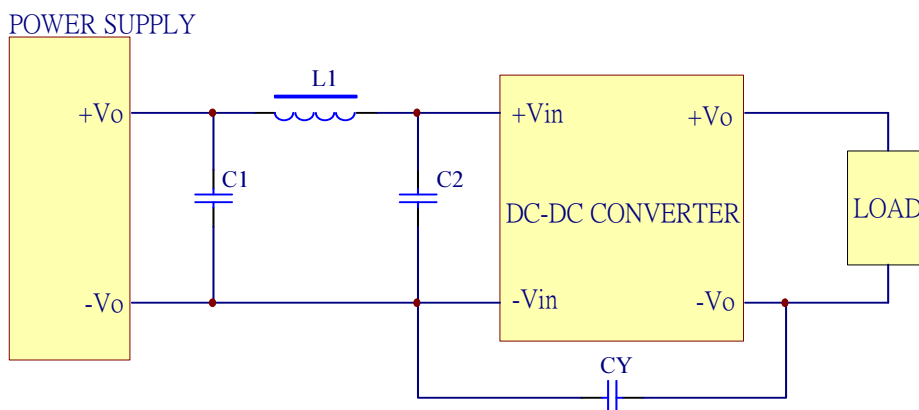 POWER SUPPLY
L1
+Vo
+Vin
+Vo
C1
C2
DC-DC CONVERTER
LOAD
-Vo
-Vin
-Vo
CY